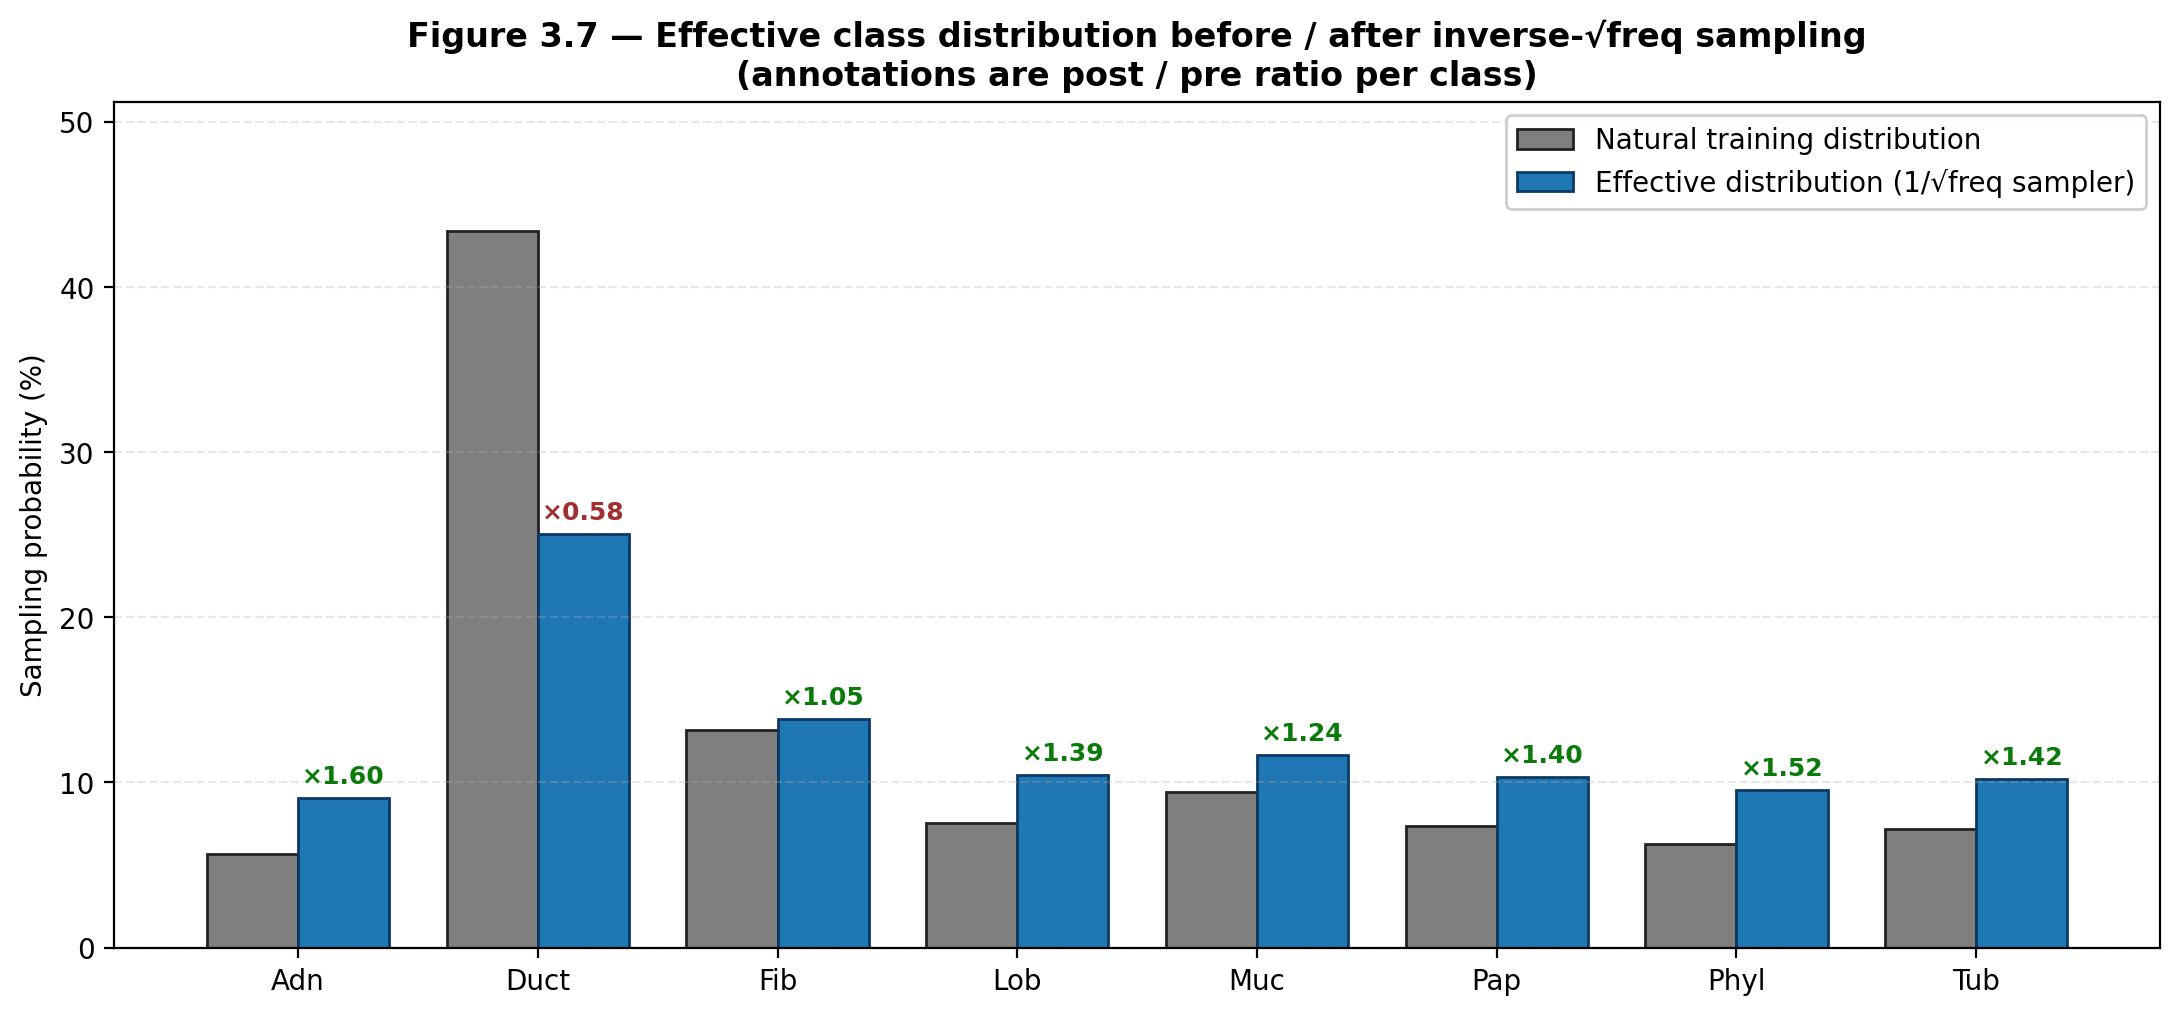 Figure 3.7 — Effective class distribution before / after inverse-√freq sampling
(annotations are post / pre ratio per class)
Natural training distribution
Effective distribution (1/√freq sampler)
Sampling probability (%)
50
40
30
20
10
0
×1.60
×0.58
×1.05
×1.39
×1.24
×1.40
×1.52
×1.42
Adn
Duct
Fib
Lob
Muc
Pap
Phyl
Tub